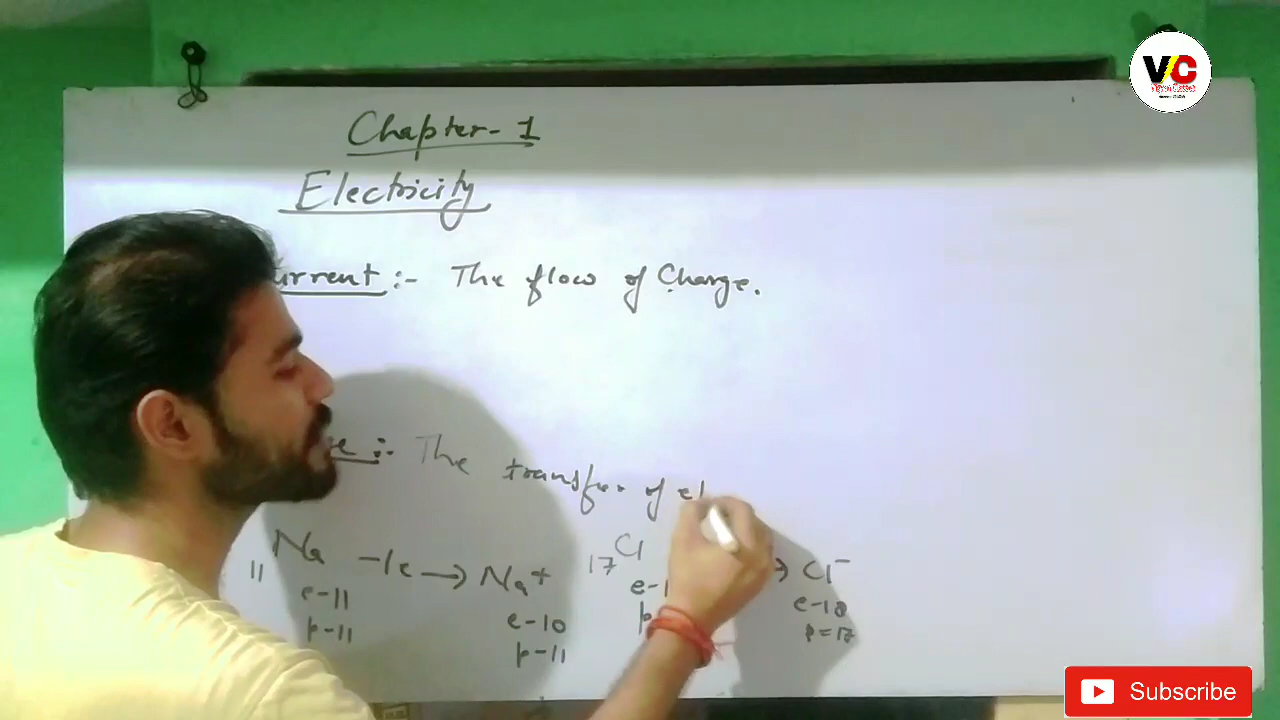 VC
Chapter-1
Electricity
urrent :- The flow of Charge.
e :- The transfer of el
11 Na -1e → Na+ 17 Cl → Cl-
e-11 e-10 e-1 e-18
p-11 p-11 p p=17
Subscribe